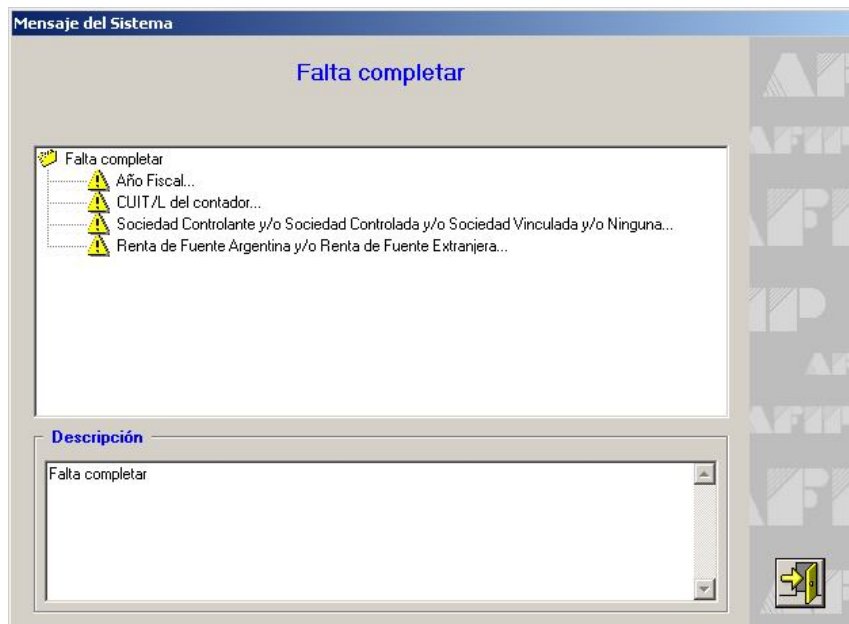 Mensaje del Sistema
Falta completar
Falta completar
Año Fiscal...
CUIT/L del contador...
Sociedad Controlante y/o Sociedad Controlada y/o Sociedad Vinculada y/o Ninguna...
Renta de Fuente Argentina y/o Renta de Fuente Extranjera...
Descripción
Falta completar
AFIP